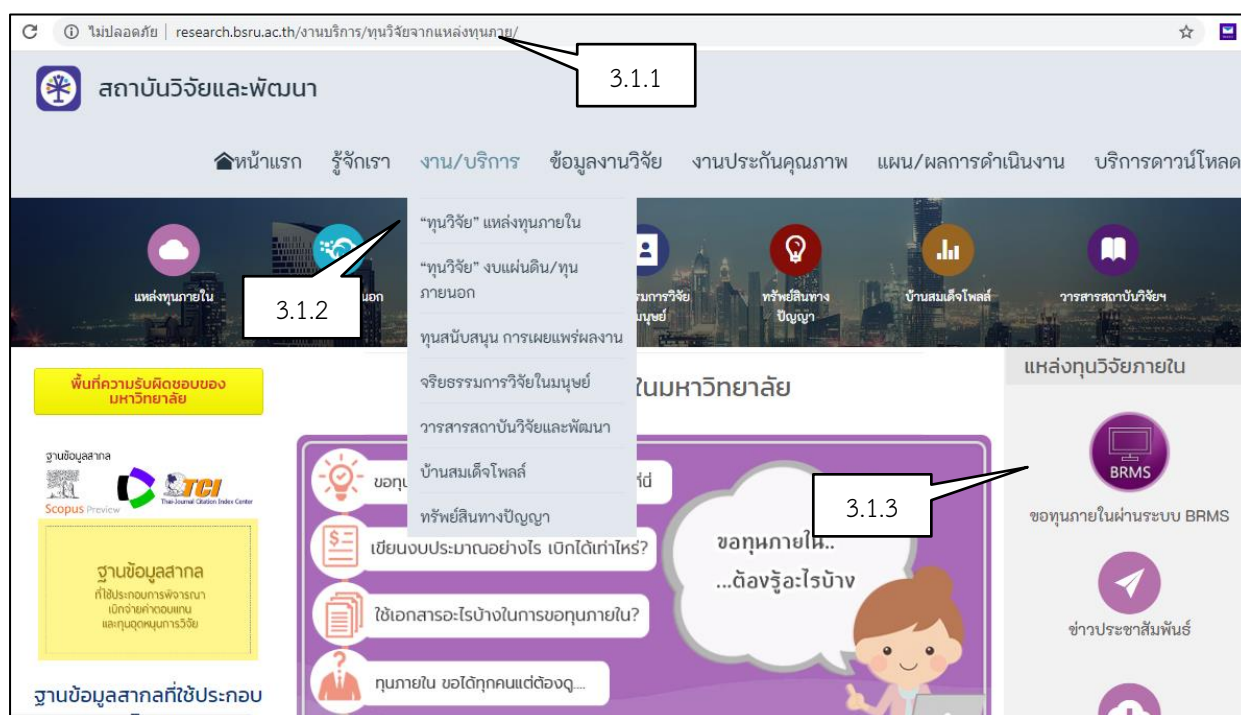 ไม่ปลอดภัย | research.bsru.ac.th/งานบริการ/ทุนวิจัยจากแหล่งทุนภาย/
3.1.1
สถาบันวิจัยและพัฒนา
หน้าแรก รู้จักเรา งาน/บริการ ข้อมูลงานวิจัย งานประกันคุณภาพ แผน/ผลการดำเนินงาน บริการดาวน์โหลด
“ทุนวิจัย” แหล่งทุนภายใน
“ทุนวิจัย” งบแผ่นดิน/ทุน
ภายนอก
ทุนสนับสนุน การเผยแพร่ผลงาน
จริยธรรมการวิจัยในมนุษย์
วารสารสถาบันวิจัยและพัฒนา
บ้านสมเด็จโพลล์
ทรัพย์สินทางปัญญา
3.1.2
แหล่งทุนภายใน
นอก
รมการวิจัย
มนุษย์
ทรัพย์สินทาง
ปัญญา
บ้านสมเด็จโพลล์
วารสารสถาบันวิจัยฯ
พื้นที่ความรับผิดชอบของ
มหาวิทยาลัย
ฐานข้อมูลสากล
Scopus Preview
TCI
Thai-Journal Citation Index Center
ฐานข้อมูลสากล
ที่ใช้ประกอบการพิจารณา
เบิกจ่ายค่าตอบแทน
และทุนอุดหนุนการวิจัย
ฐานข้อมูลสากลที่ใช้ประกอบ
ในมหาวิทยาลัย
ขอทุน
ที่นี่
เขียนงบประมาณอย่างไร เบิกได้เท่าไหร่?
ใช้เอกสารอะไรบ้างในการขอทุนภายใน?
ทุนภายใน ขอได้ทุกคนแต่ต้องดู....
ขอทุนภายใน..
...ต้องรู้อะไรบ้าง
3.1.3
แหล่งทุนวิจัยภายใน
BRMS
ขอทุนภายในผ่านระบบ BRMS
ข่าวประชาสัมพันธ์